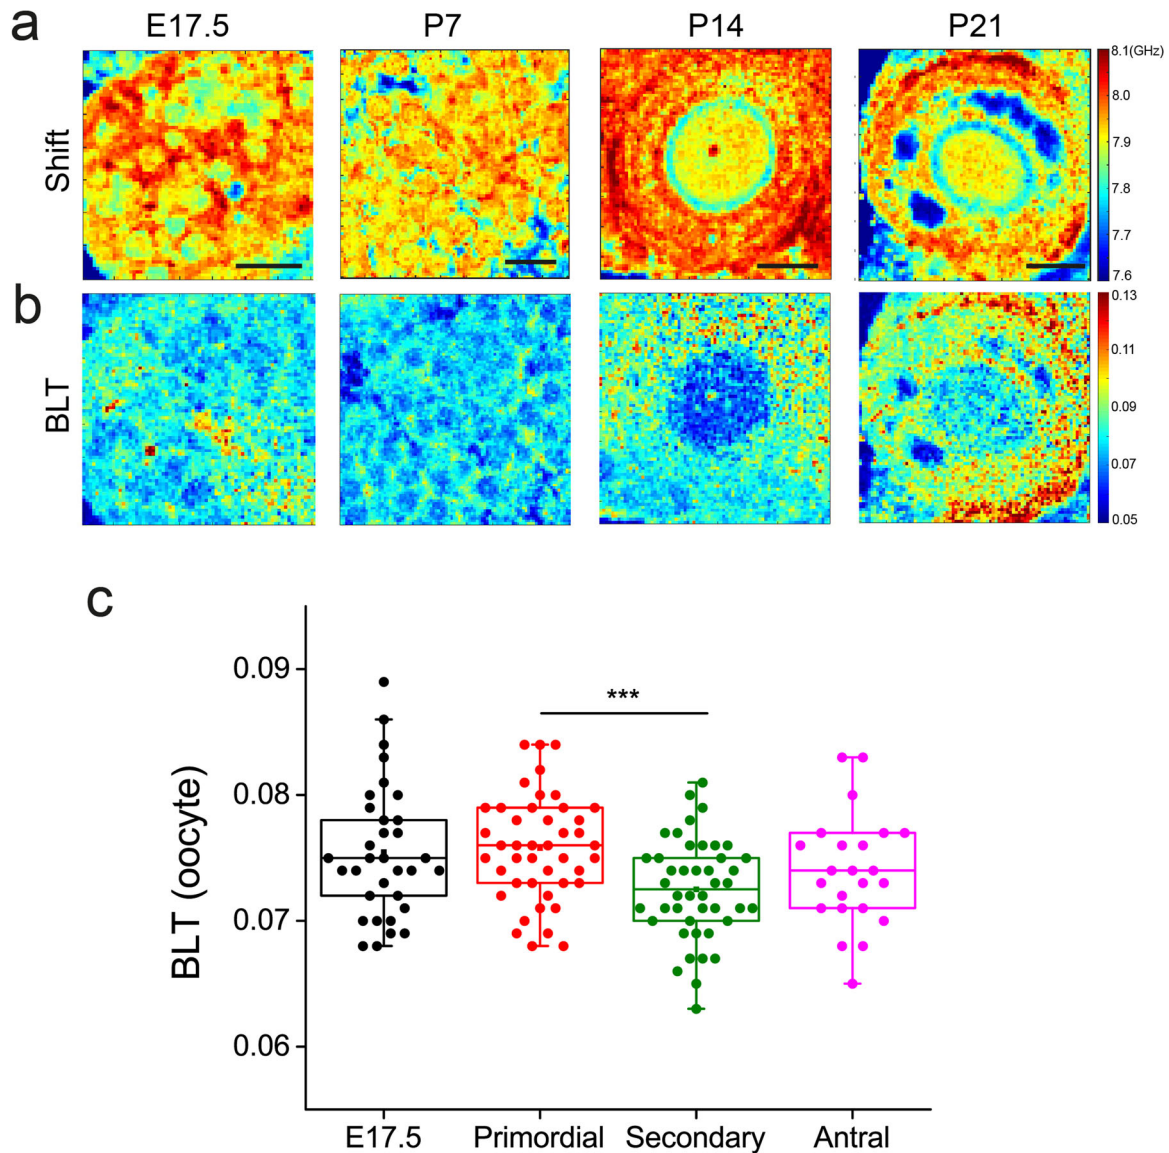 a
E17.5 P7 P14 P21
Shift
8.1(GHz)
8.0
7.9
7.8
7.7
7.6
b
BLT
0.13
0.11
0.09
0.07
0.05
c
BLT (oocyte)
0.09
0.08
0.07
0.06
***
E17.5 Primordial Secondary Antral